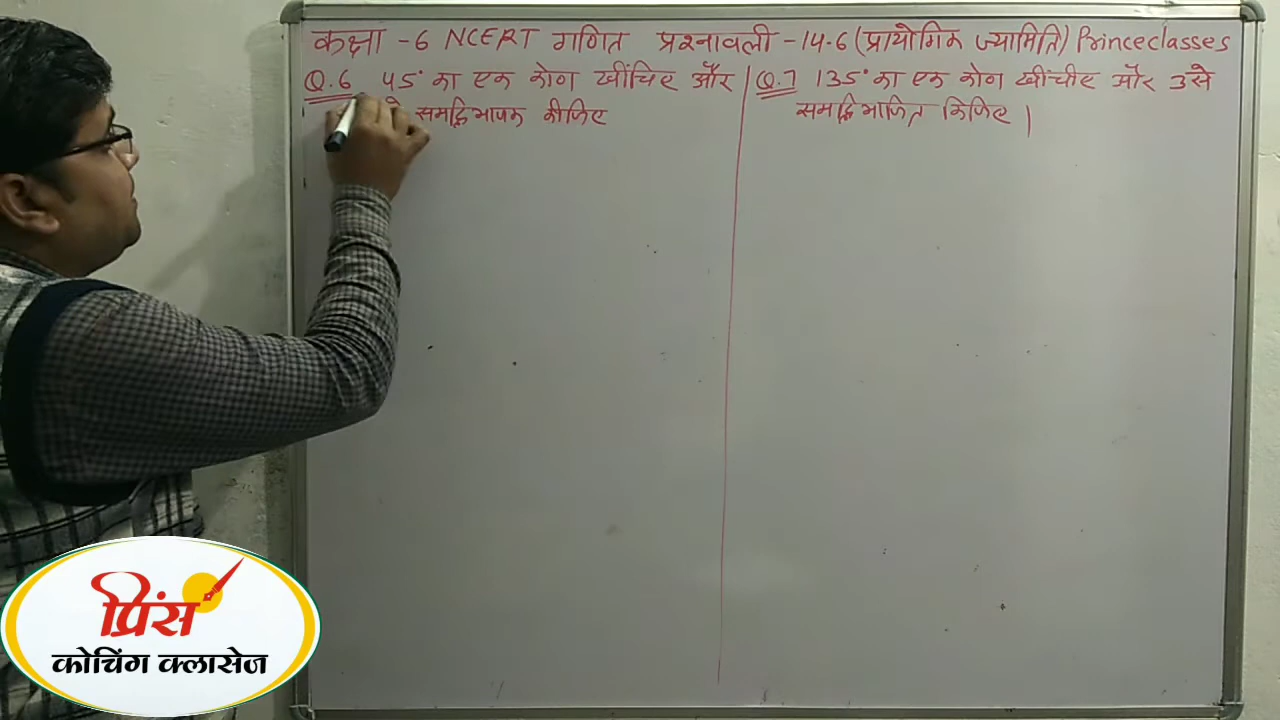 कक्षा - 6 NCERT गणित प्रश्नावली - 14.6 (प्रायोगिक ज्यामिति) Princeclasses
Q.6 45° का एक कोण खींचिए और
समद्विभापक कीजिए
Q.7 135° का एक कोण खींचीए और उसे
समद्विभाजित किजिए।
प्रिंस
कोचिंग क्लासेज